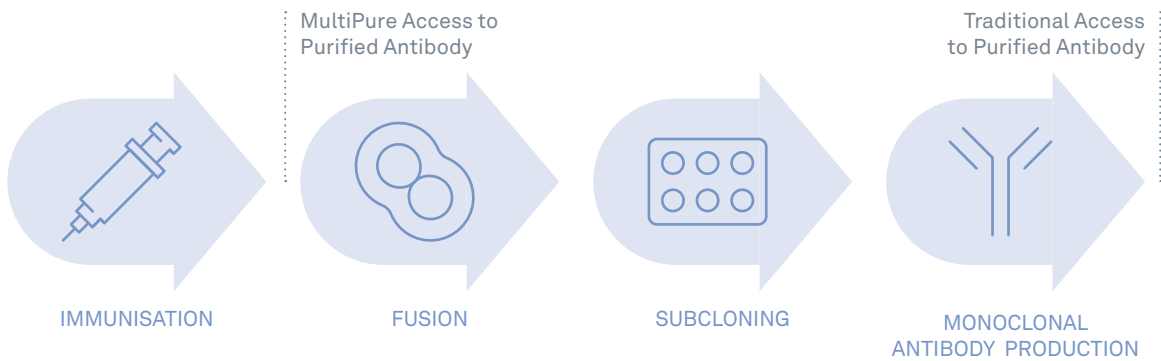 MultiPure Access to
Purified Antibody
Traditional Access
to Purified Antibody
IMMUNISATION
FUSION
SUBCLONING
MONOCLONAL
ANTIBODY PRODUCTION